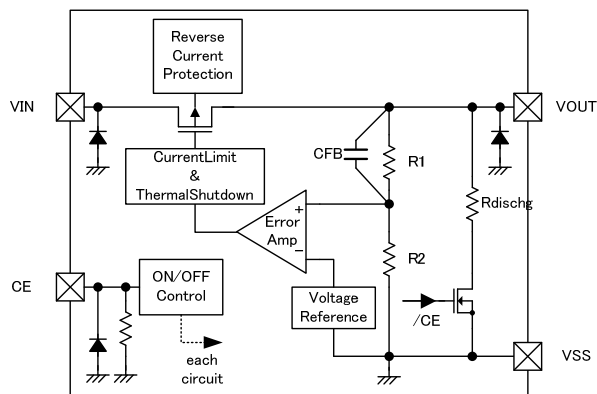 Reverse
Current
Protection
VIN
VOUT
CFB
R1
CurrentLimit
&
ThermalShutdown
Rdischg
+
Error
Amp
−
R2
CE
ON/OFF
Control
Voltage
Reference
/CE
each
circuit
VSS